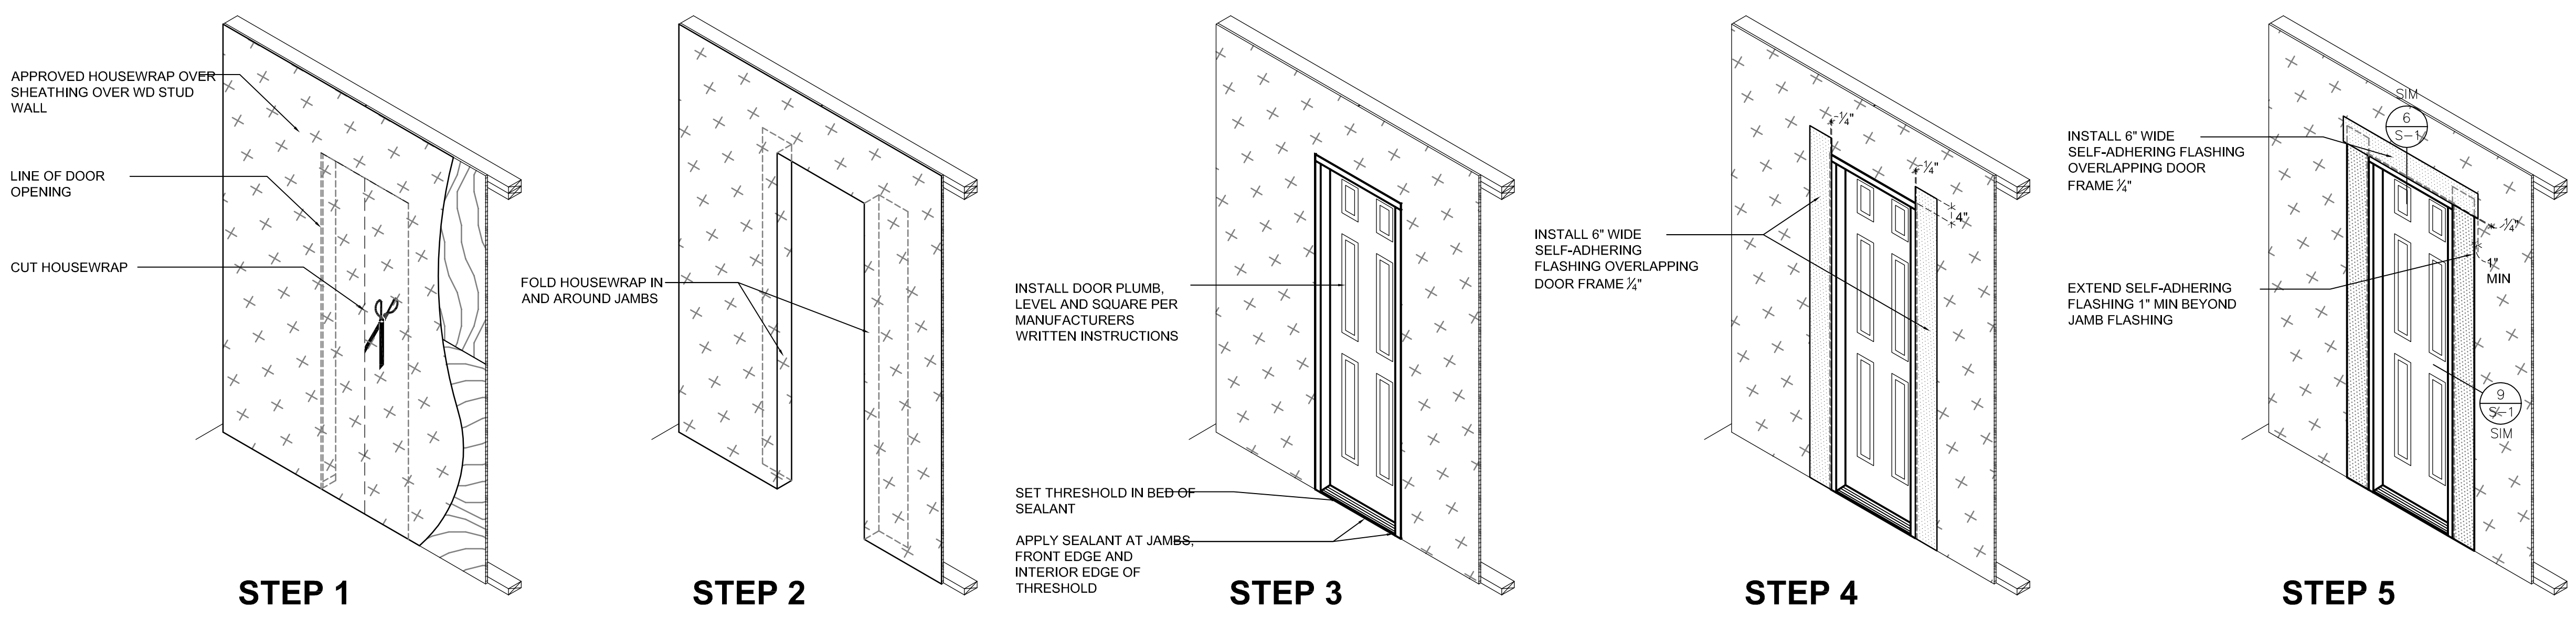 APPROVED HOUSEWRAP OVER
SHEATHING OVER WD STUD
WALL
LINE OF DOOR
OPENING
CUT HOUSEWRAP
STEP 1
FOLD HOUSEWRAP IN
AND AROUND JAMBS
STEP 2
INSTALL DOOR PLUMB,
LEVEL AND SQUARE PER
MANUFACTURERS
WRITTEN INSTRUCTIONS
SET THRESHOLD IN BED OF
SEALANT
APPLY SEALANT AT JAMBS,
FRONT EDGE AND
INTERIOR EDGE OF
THRESHOLD
STEP 3
1/4"
1/4"
4"
INSTALL 6" WIDE
SELF-ADHERING
FLASHING OVERLAPPING
DOOR FRAME 1/4"
STEP 4
SIM
6
S-1
INSTALL 6" WIDE
SELF-ADHERING FLASHING
OVERLAPPING DOOR
FRAME 1/4"
1/4"
1"
MIN
EXTEND SELF-ADHERING
FLASHING 1" MIN BEYOND
JAMB FLASHING
9
S-1
SIM
STEP 5